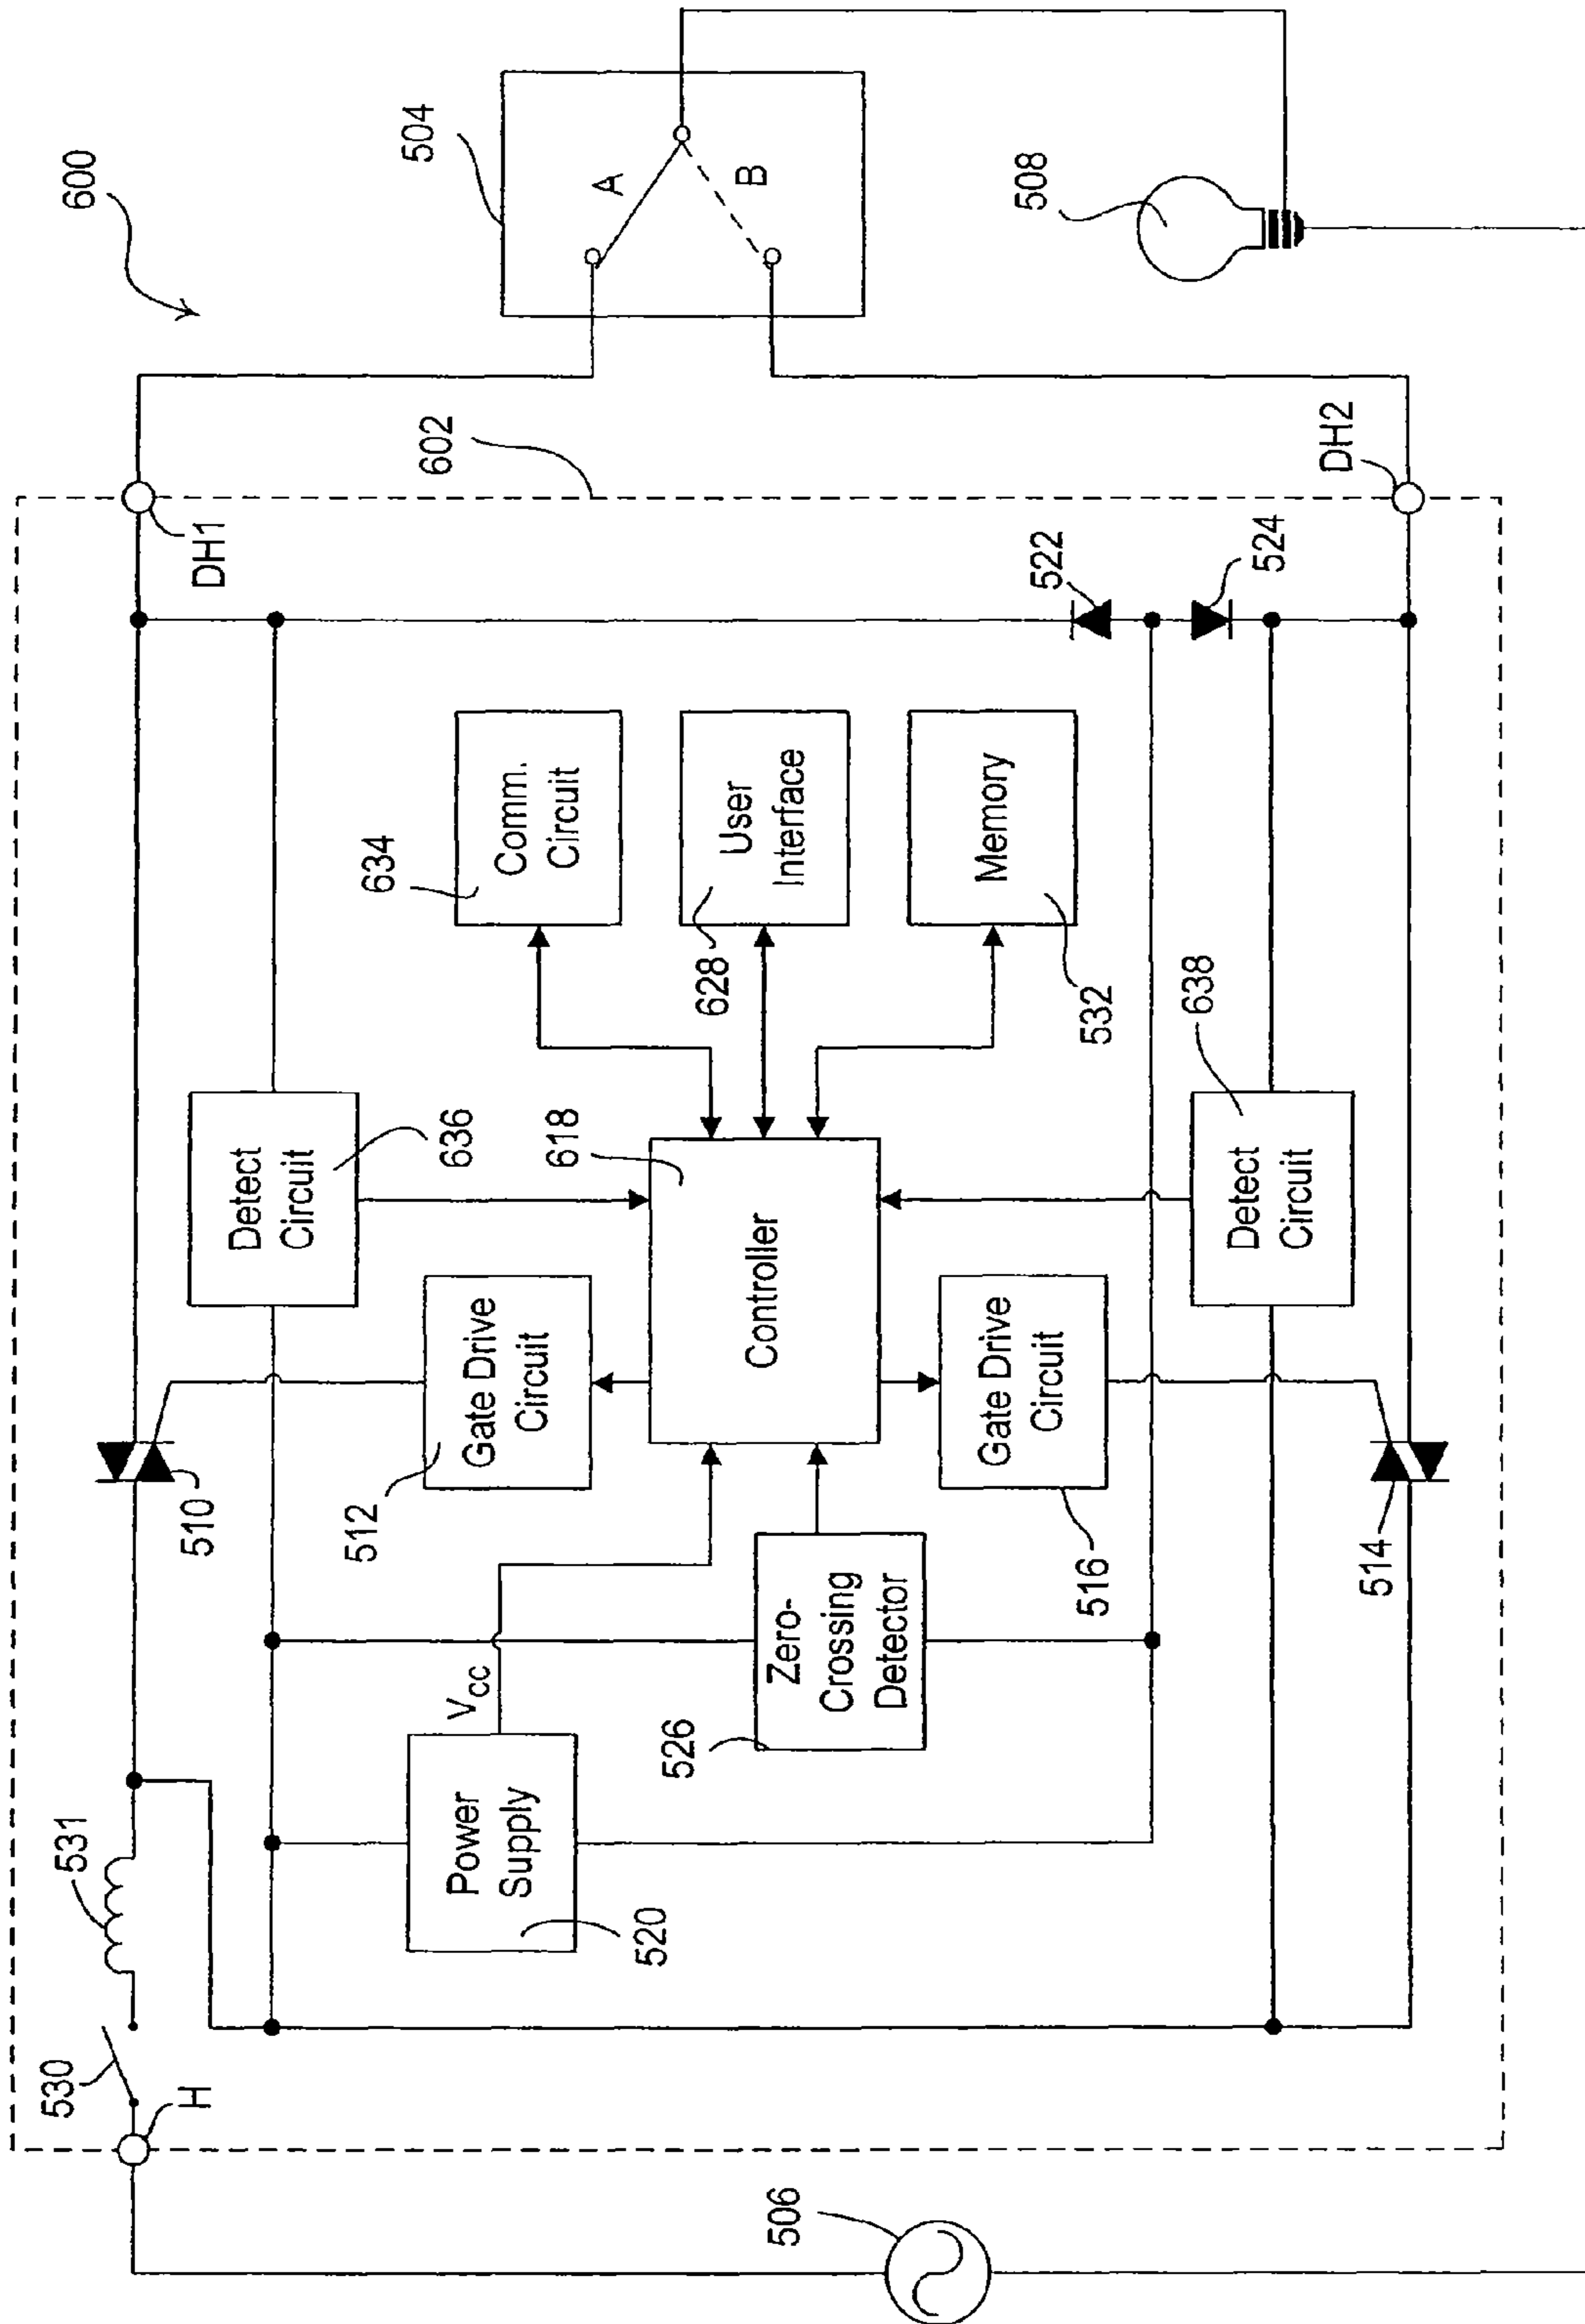 600
504
A
B
508
602
DH1
DH2
522
524
634
Comm.
Circuit
628
User
Interface
Memory
532
Detect
Circuit
636
618
Controller
638
Detect
Circuit
510
512
Gate Drive
Circuit
Gate Drive
Circuit
516
514
Vcc
Zero-
Crossing
Detector
526
531
Power
Supply
520
530
H
506